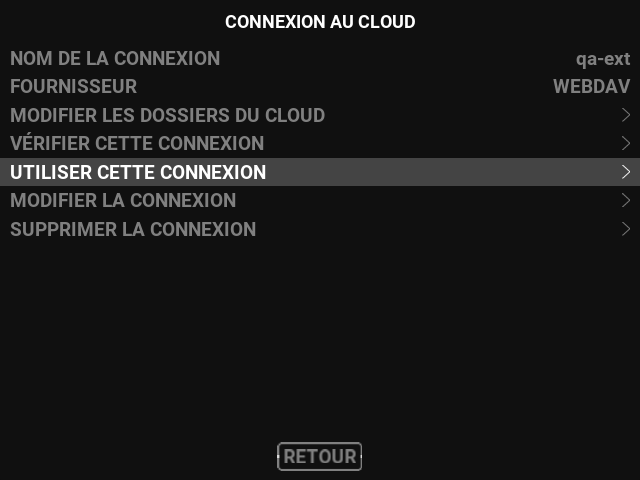 CONNEXION AU CLOUD
NOM DE LA CONNEXION qa-ext
FOURNISSEUR WEBDAV
MODIFIER LES DOSSIERS DU CLOUD
VÉRIFIER CETTE CONNEXION
UTILISER CETTE CONNEXION
MODIFIER LA CONNEXION
SUPPRIMER LA CONNEXION
RETOUR